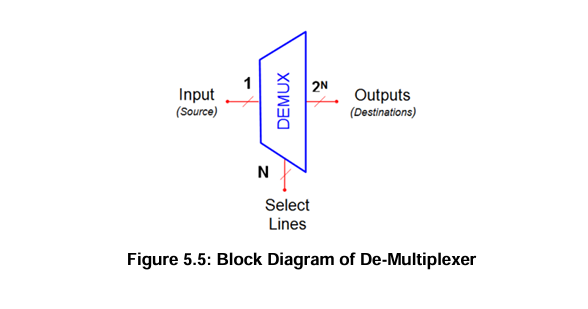 1
2ᴺ
Input
(Source)
DEMUX
Outputs
(Destinations)
N
Select
Lines
Figure 5.5: Block Diagram of De-Multiplexer